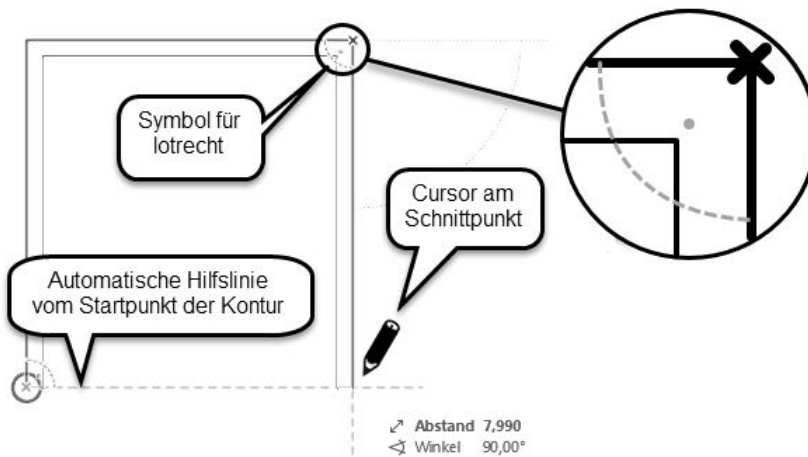 Symbol für
lotrecht
Cursor am
Schnittpunkt
Automatische Hilfslinie
vom Startpunkt der Kontur
Abstand 7,990
Winkel 90,00°